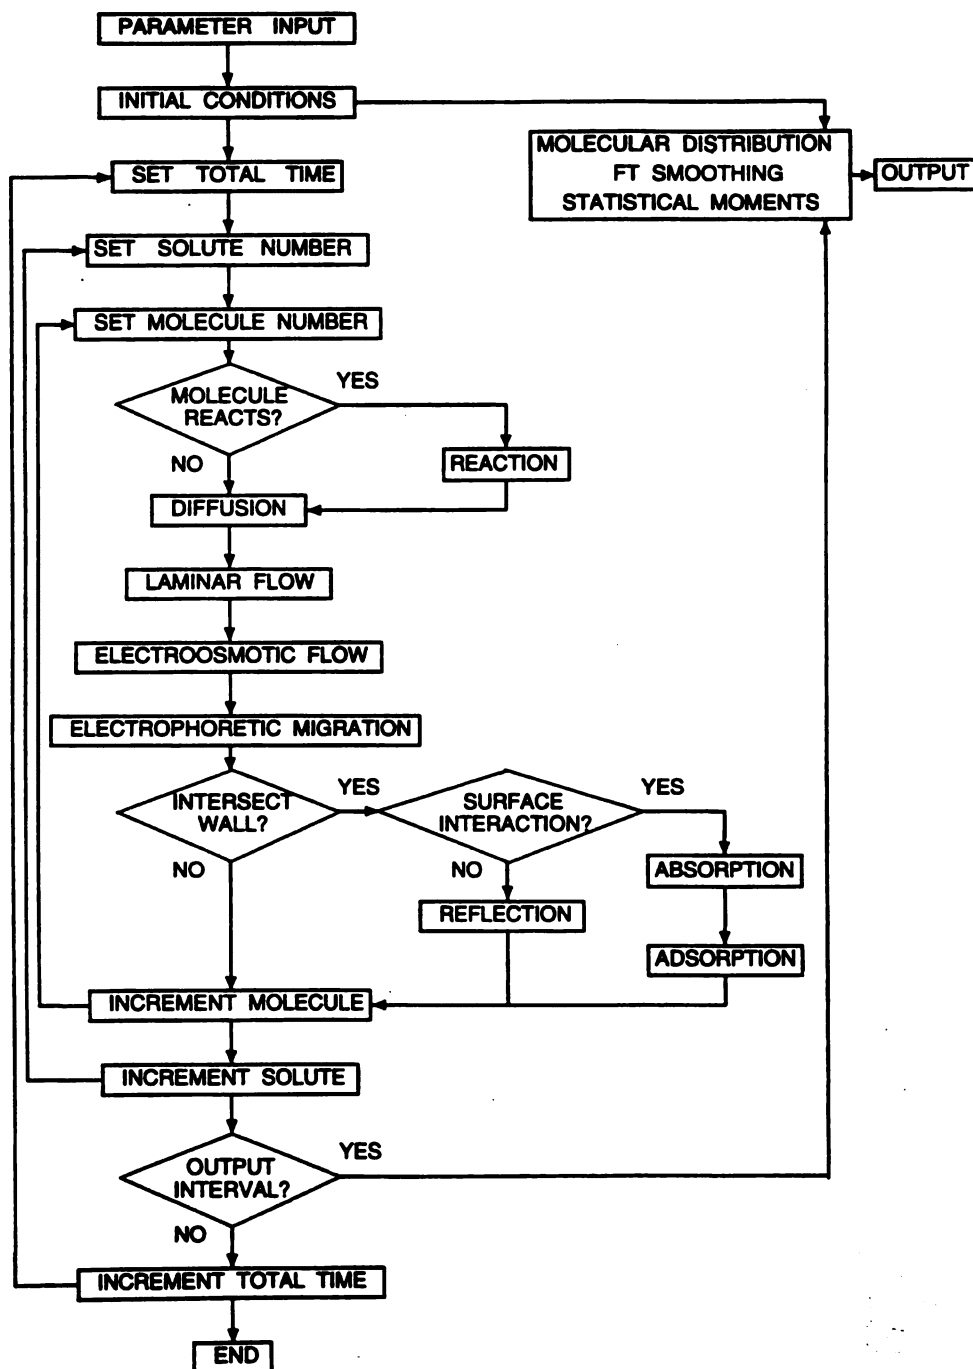 PARAMETER INPUT
INITIAL CONDITIONS
MOLECULAR DISTRIBUTION
FT SMOOTHING
STATISTICAL MOMENTS
OUTPUT
SET TOTAL TIME
SET SOLUTE NUMBER
SET MOLECULE NUMBER
MOLECULE
REACTS?
YES
NO
REACTION
DIFFUSION
LAMINAR FLOW
ELECTROOSMOTIC FLOW
ELECTROPHORETIC MIGRATION
INTERSECT
WALL?
YES
NO
SURFACE
INTERACTION?
YES
NO
ABSORPTION
REFLECTION
ADSORPTION
INCREMENT MOLECULE
INCREMENT SOLUTE
OUTPUT
INTERVAL?
YES
NO
INCREMENT TOTAL TIME
END